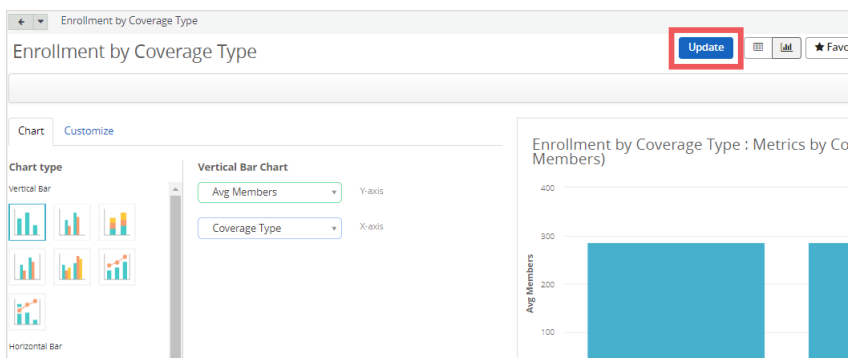 Enrollment by Coverage Type
Enrollment by Coverage Type
Update
Chart
Customize
Chart type
Vertical Bar
Horizontal Bar
Vertical Bar Chart
Avg Members
Y-axis
Coverage Type
X-axis
Enrollment by Coverage Type : Metrics by
Members)
400
300
200
100
Avg Members